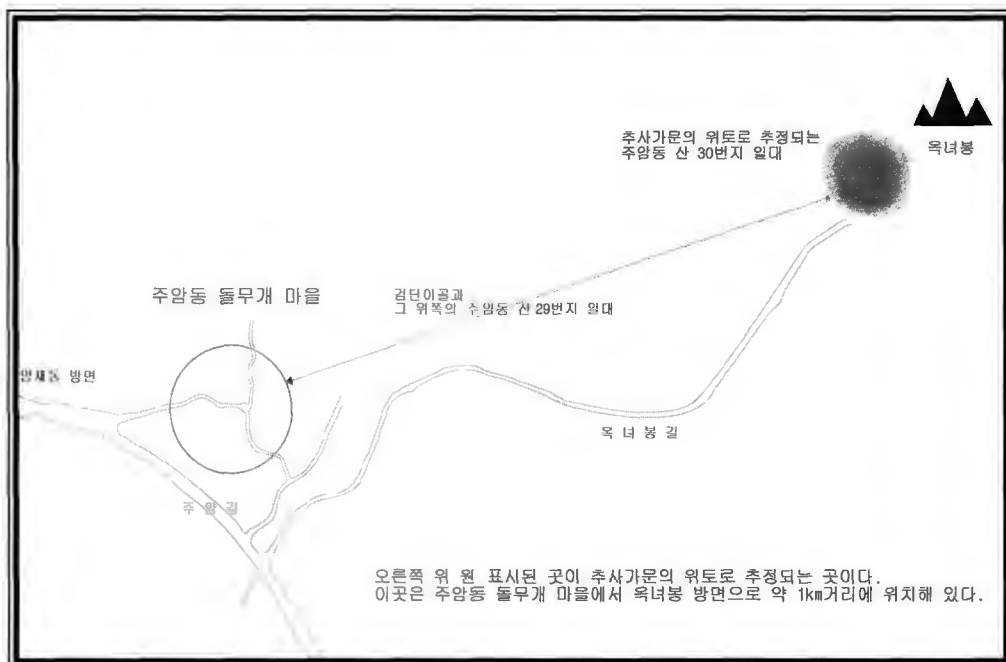 옥녀봉
추사가문의 위토로 추정되는
주암동 산 30번지 일대
주암동 돌무개 마을
검단이골과
그 위쪽의 주암동 산 29번지 일대
양재동 방면
옥녀봉길
주암길
오른쪽 위 원 표시된 곳이 추사가문의 위토로 추정되는 곳이다.
이곳은 주암동 돌무개 마을에서 옥녀봉 방면으로 약 1km거리에 위치해 있다.